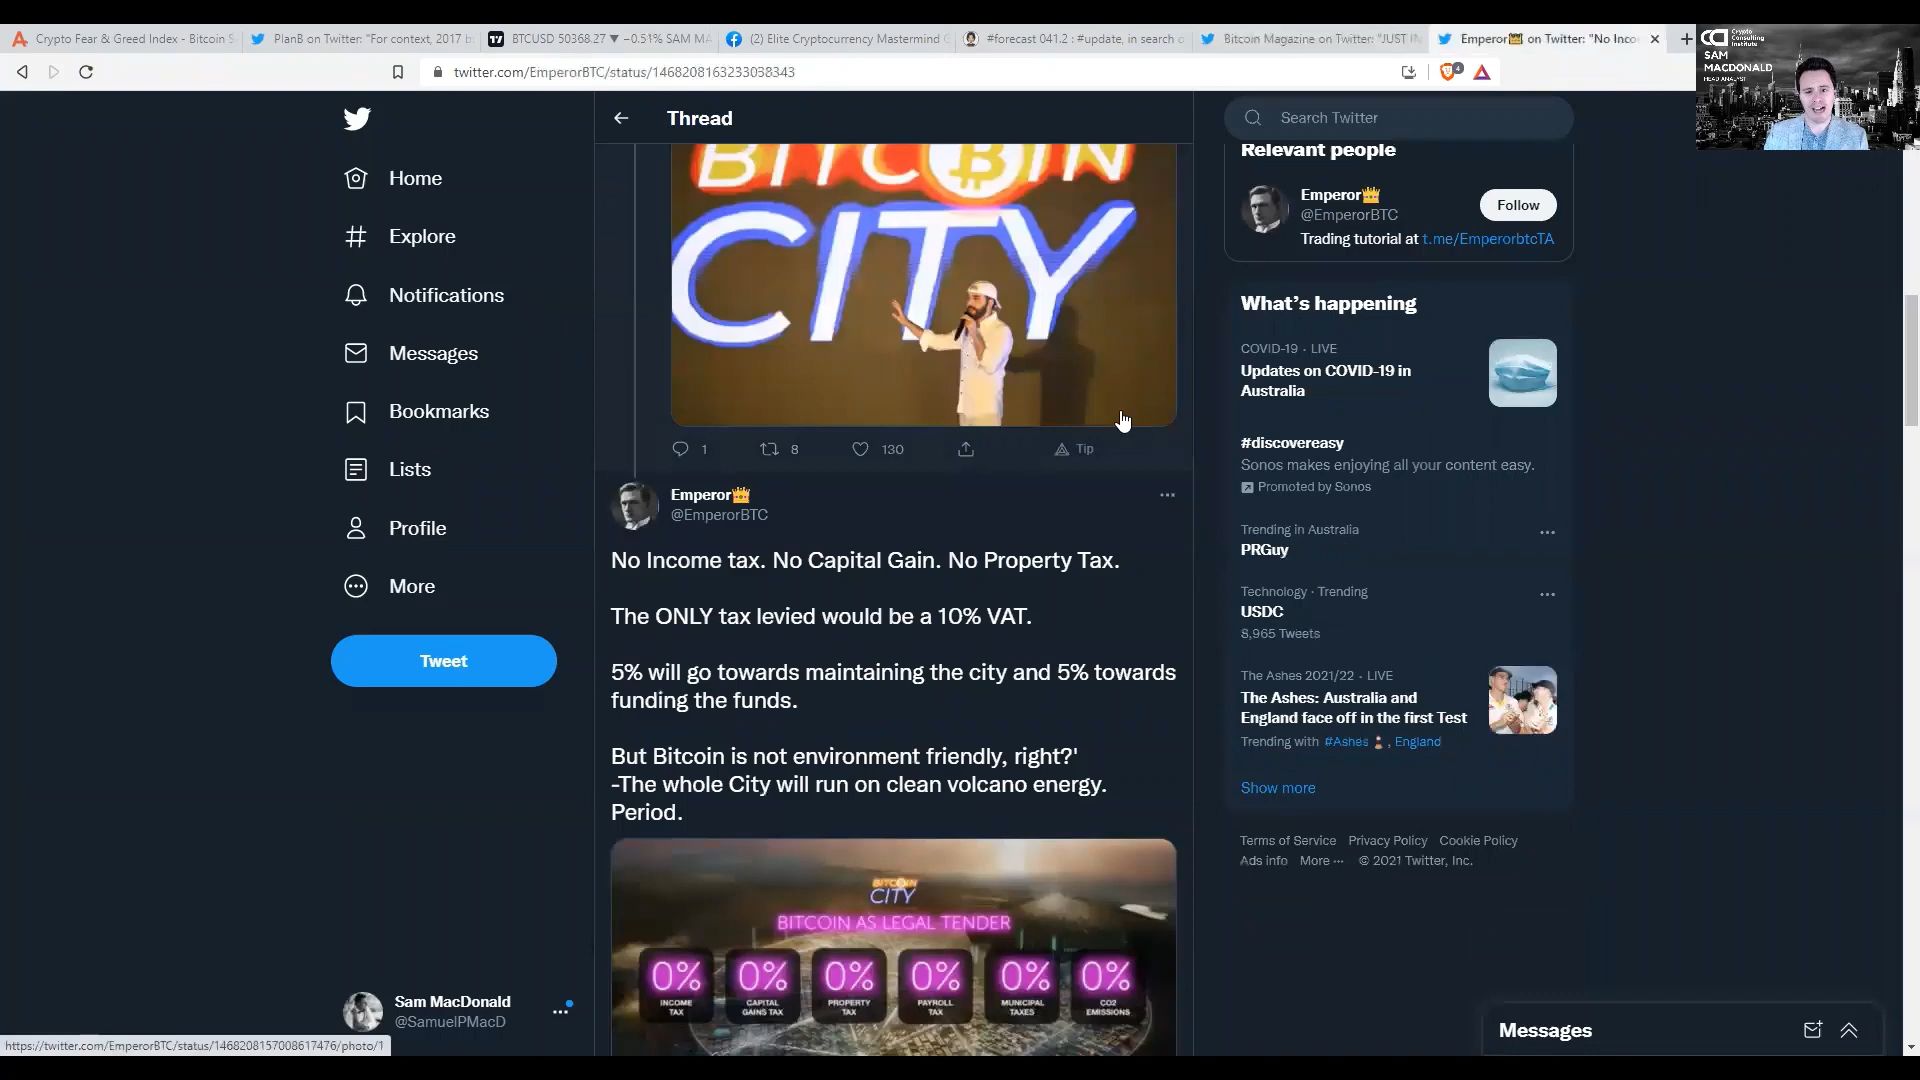 Crypto Fear & Greed Index - Bitcoin S
PlanB on Twitter: "For context, 2017 b
BTCUSD 50368.27 ▼ −0.51% SAM MA
(2) Elite Cryptocurrency Mastermind G
#forecast 041.2 : #update, in search o
Bitcoin Magazine on Twitter: "JUST IN
Emperor👑 on Twitter: "No Inco
twitter.com/EmperorBTC/status/1468208163233038343
4
Crypto
Consulting
Institute
SAM
MACDONALD
HEAD ANALYST
Home
Explore
Notifications
Messages
Bookmarks
Lists
Profile
More
Tweet
Sam MacDonald
@SamuelPMacD
https://twitter.com/EmperorBTC/status/1468208157008617476/photo/1
Thread
BITCOIN
CITY
1
8
130
Tip
Emperor👑
@EmperorBTC
No Income tax. No Capital Gain. No Property Tax.
The ONLY tax levied would be a 10% VAT.
5% will go towards maintaining the city and 5% towards
funding the funds.
But Bitcoin is not environment friendly, right?'
-The whole City will run on clean volcano energy.
Period.
BITCOIN
CITY
BITCOIN AS LEGAL TENDER
0% 0% 0% 0% 0% 0%
INCOME TAX
CAPITAL GAINS TAX
PROPERTY TAX
PAYROLL TAX
MUNICIPAL TAXES
CO2 EMISSIONS
Search Twitter
Relevant people
Emperor👑
@EmperorBTC
Follow
Trading tutorial at t.me/EmperorbtcTA
What's happening
COVID-19 · LIVE
Updates on COVID-19 in
Australia
#discovereasy
Sonos makes enjoying all your content easy.
Promoted by Sonos
Trending in Australia
PRGuy
Technology · Trending
USDC
8,965 Tweets
The Ashes 2021/22 · LIVE
The Ashes: Australia and
England face off in the first Test
Trending with #Ashes , England
Show more
Terms of Service Privacy Policy Cookie Policy
Ads info More ··· © 2021 Twitter, Inc.
Messages